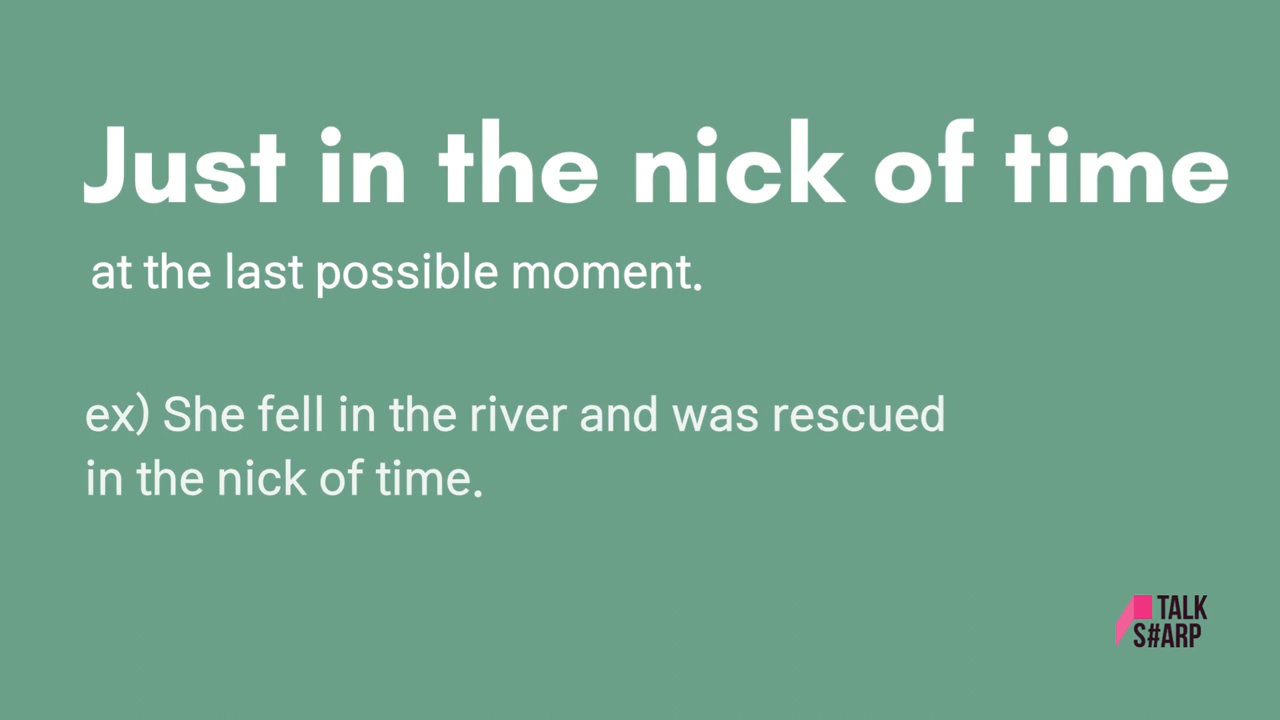 Just in the nick of time
at the last possible moment.
ex) She fell in the river and was rescued
in the nick of time.
TALK
S#ARP